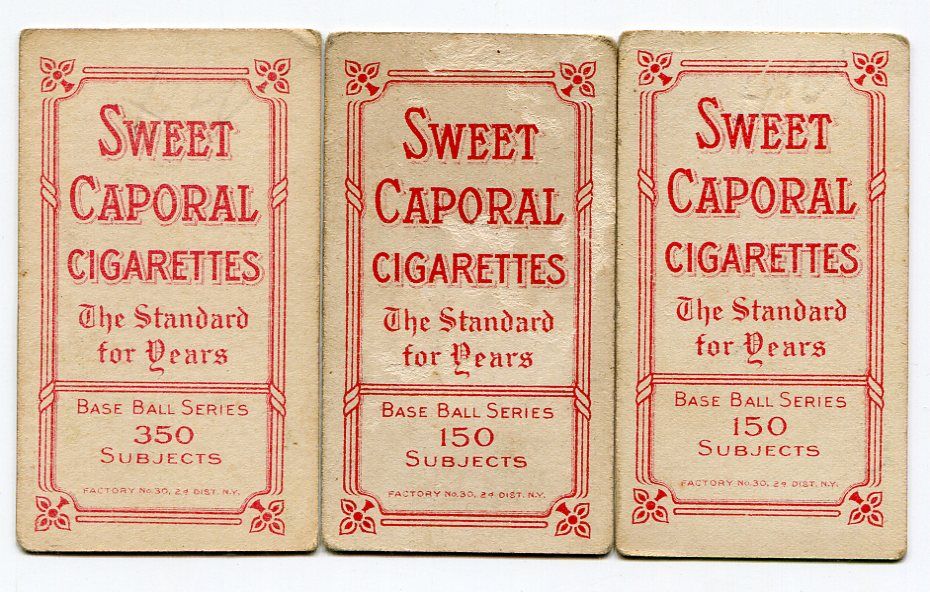 SWEET
CAPORAL
CIGARETTES
The Standard
for Years
BASE BALL SERIES
350
SUBJECTS
FACTORY No. 30, 2d DIST. N.Y.
SWEET
CAPORAL
CIGARETTES
The Standard
for Years
BASE BALL SERIES
150
SUBJECTS
FACTORY No. 30, 2d DIST. N.Y.
SWEET
CAPORAL
CIGARETTES
The Standard
for Years
BASE BALL SERIES
150
SUBJECTS
FACTORY No. 30, 2d DIST. N.Y.